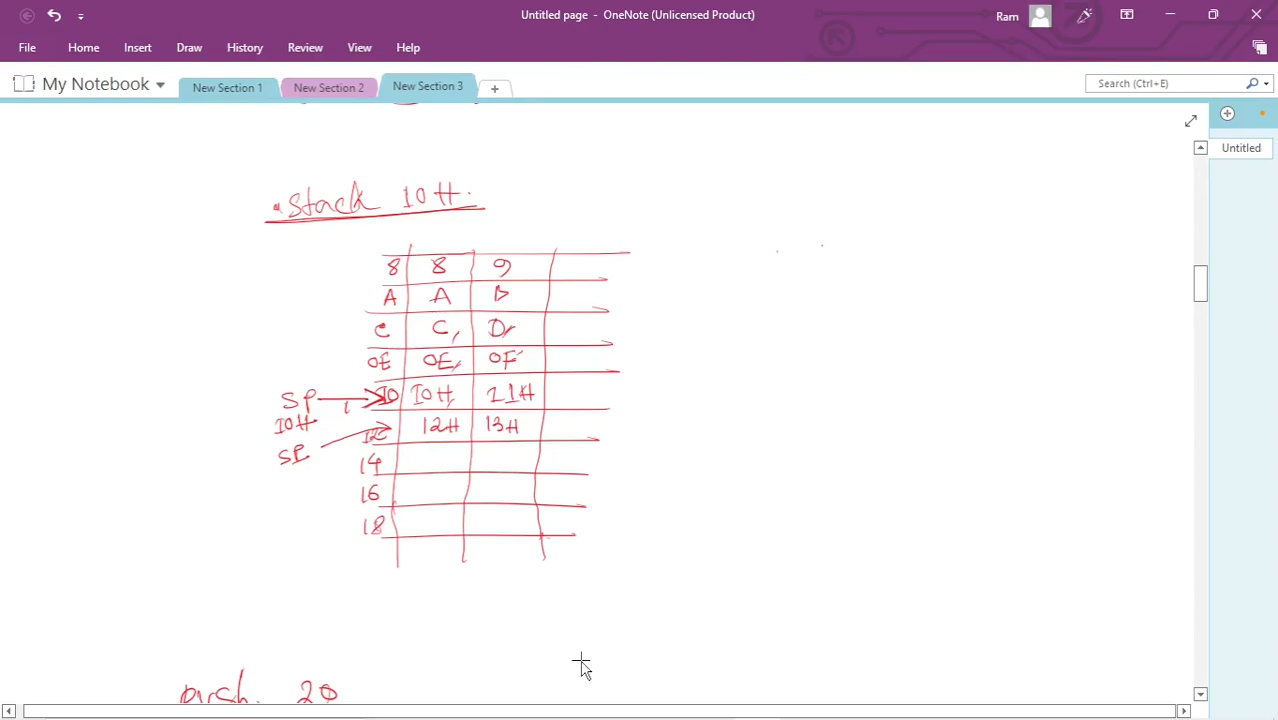 Untitled page - OneNote (Unlicensed Product)
Ram
File Home Insert Draw History Review View Help
My Notebook New Section 1 New Section 2 New Section 3 +
Search (Ctrl+E)
Untitled
.Stack 10H.
8 8 9
A A B
C C, D,
0E 0E, 0F
SP 10 10H, 11H
10H
12 12H 13H
SP
14
16
18
push. 20